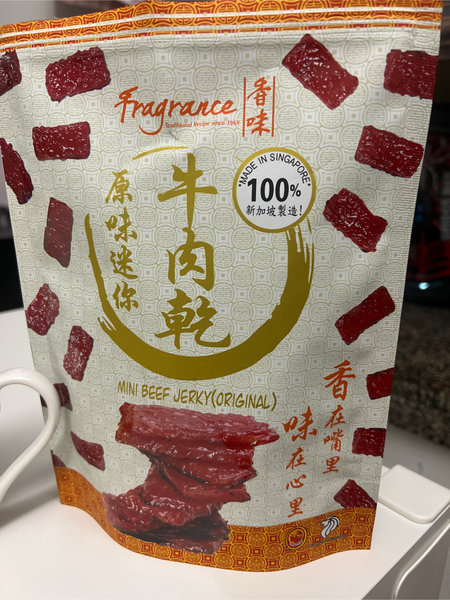 Fragrance
Traditional Recipe since 1969
香味
牛肉乾
原味迷你
"MADE IN SINGAPORE"
100%
新加坡製造!
MINI BEEF JERKY(ORIGINAL)
香在嘴里
味在心里